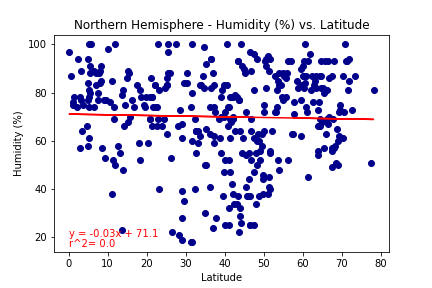 Northern Hemisphere - Humidity (%) vs. Latitude
100
80
60
40
20
Humidity (%)
y = -0.03x + 71.1
r^2= 0.0
0 10 20 30 40 50 60 70 80
Latitude